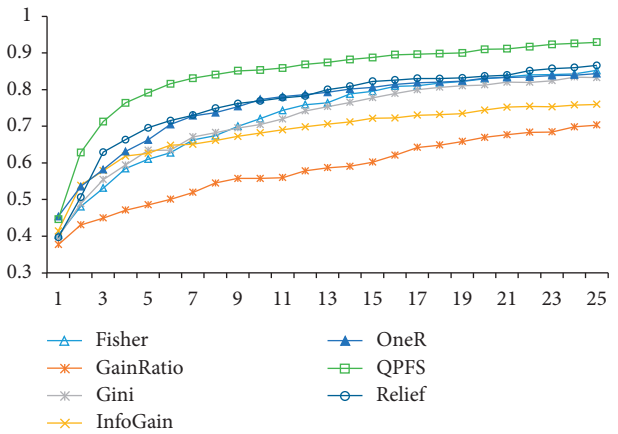 1
0.9
0.8
0.7
0.6
0.5
0.4
0.3
1 3 5 7 9 11 13 15 17 19 21 23 25
Fisher OneR
GainRatio QPFS
Gini Relief
InfoGain